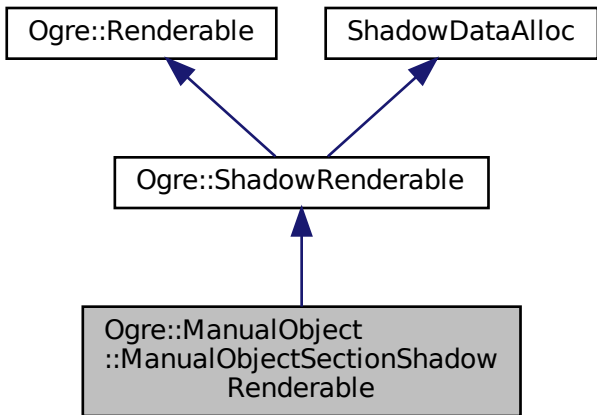 Ogre::Renderable
ShadowDataAlloc
Ogre::ShadowRenderable
Ogre::ManualObject
::ManualObjectSectionShadow
Renderable